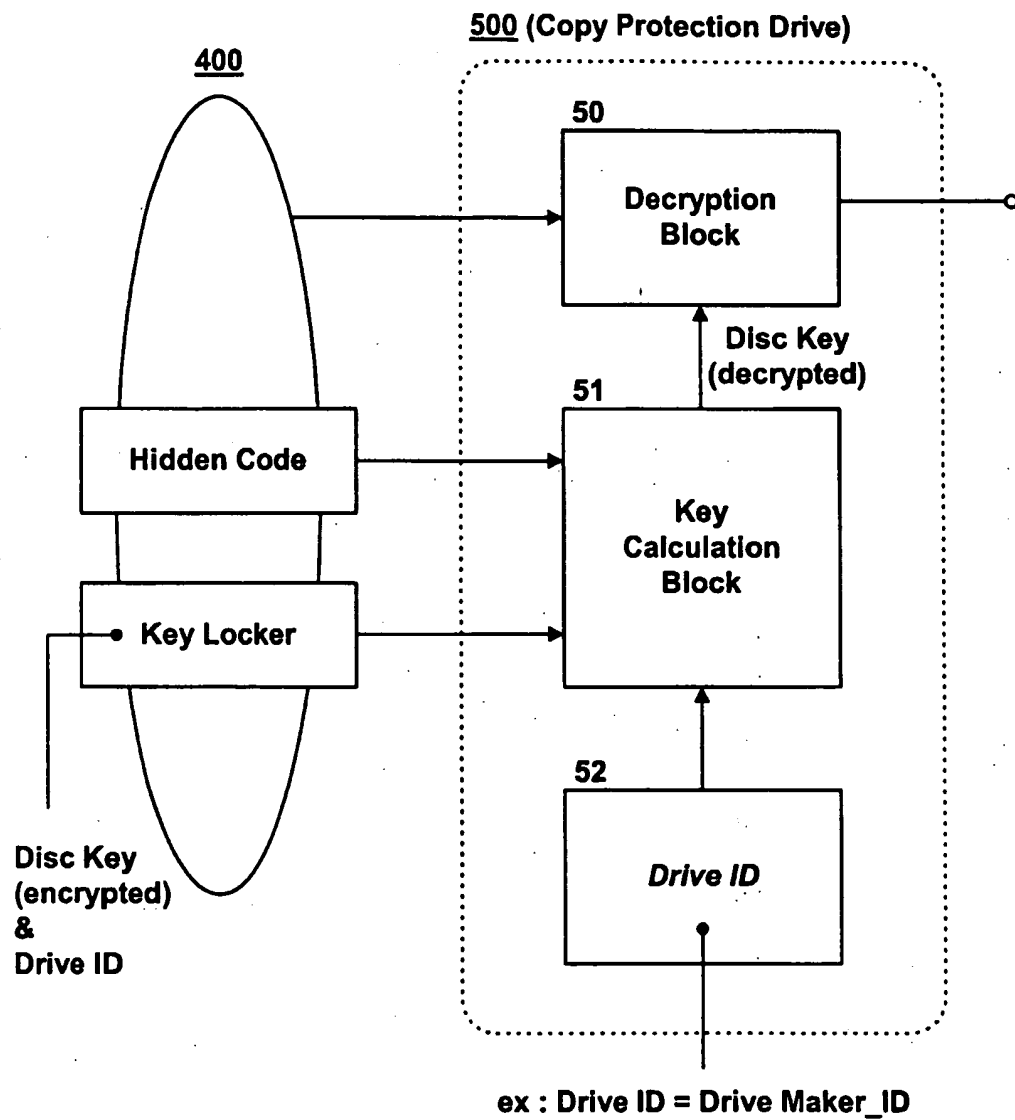 500 (Copy Protection Drive)
400
50
Decryption
Block
Disc Key
(decrypted)
51
Hidden Code
Key
Calculation
Block
Key Locker
52
Drive ID
Disc Key
(encrypted)
&
Drive ID
ex : Drive ID = Drive Maker_ID